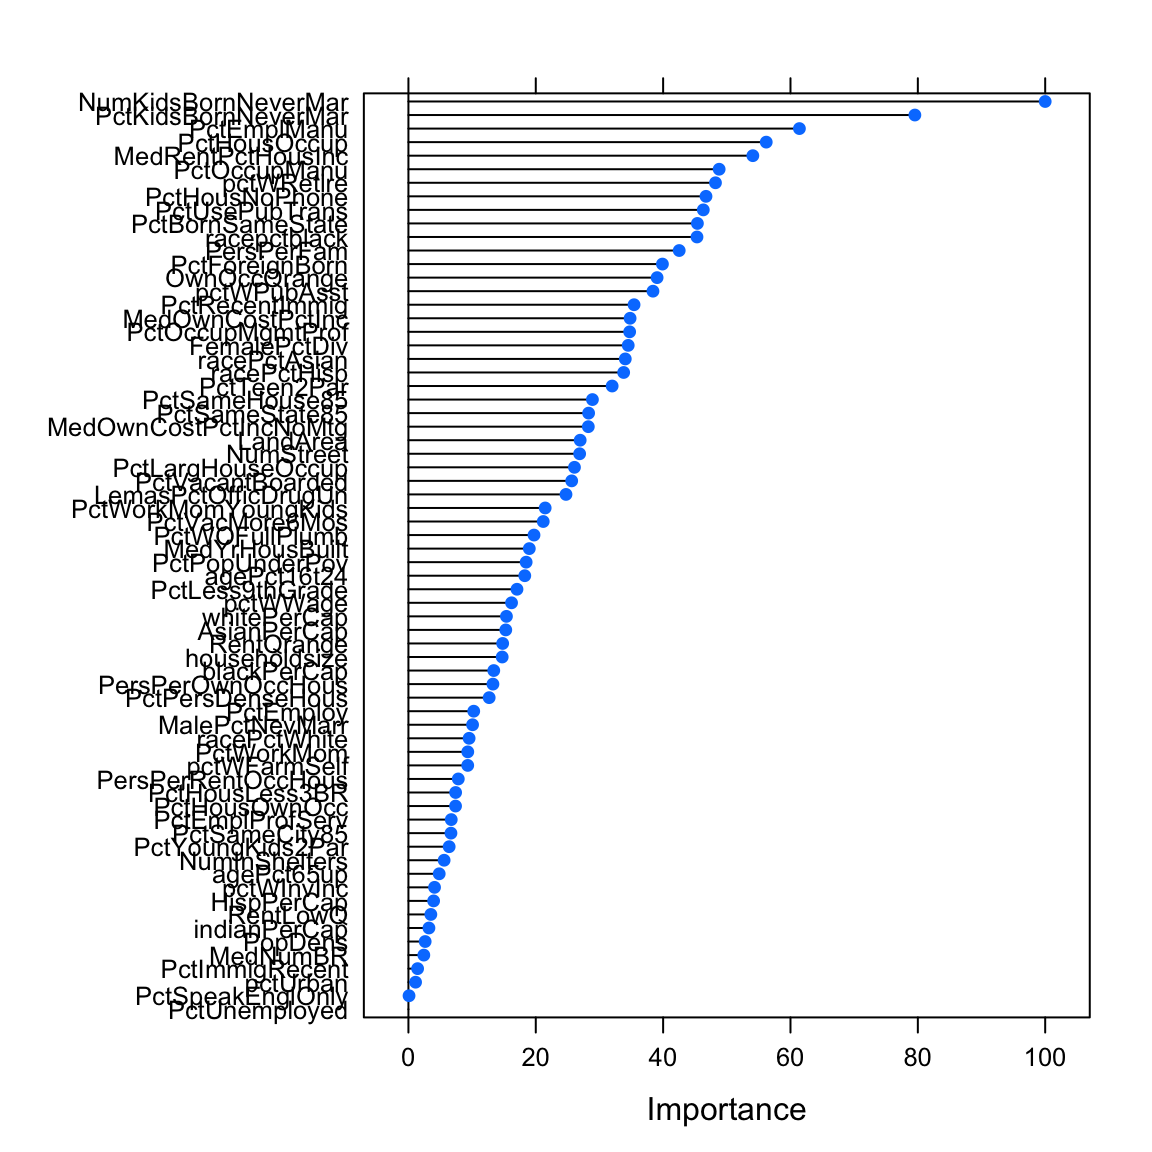 NumKidsBornNeverMar
PctKidsBornNeverMar
PctEmplManu
PctHousOccup
MedRentPctHousInc
PctOccupManu
pctWRetire
PctHousNoPhone
PctUsePubTrans
PctBornSameState
racepctblack
PersPerFam
PctForeignBorn
OwnOccQrange
pctWPubAsst
PctRecentImmig
MedOwnCostPctInc
PctOccupMgmtProf
FemalePctDiv
racePctAsian
racePctHisp
PctTeen2Par
PctSameHouse85
PctSameState85
MedOwnCostPctIncNoMtg
LandArea
NumStreet
PctLargHouseOccup
PctVacantBoarded
LemasPctOfficDrugUn
PctWorkMomYoungKids
PctVacMore6Mos
PctWOFullPlumb
MedYrHousBuilt
PctPopUnderPov
agePct16t24
PctLess9thGrade
pctWWage
whitePerCap
AsianPerCap
RentQrange
householdsize
blackPerCap
PersPerOwnOccHous
PctPersDenseHous
PctEmploy
MalePctNevMarr
racePctWhite
PctWorkMom
pctWFarmSelf
PersPerRentOccHous
PctHousLess3BR
PctHousOwnOcc
PctEmplProfServ
PctSameCity85
PctYoungKids2Par
NumInShelters
agePct65up
pctWInvInc
HispPerCap
RentLowQ
indianPerCap
PopDens
MedNumBR
PctImmigRecent
pctUrban
PctSpeakEnglOnly
PctUnemployed
0 20 40 60 80 100
Importance